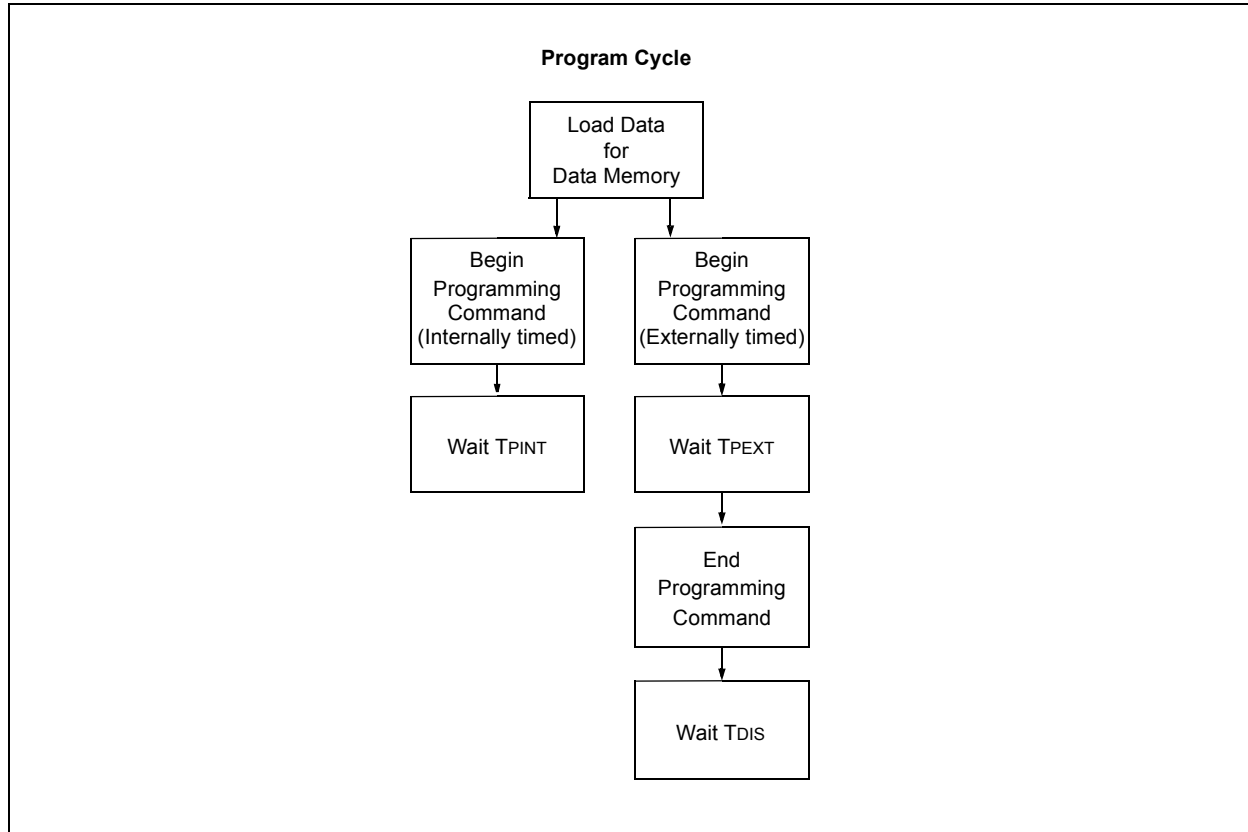 Program Cycle
Load Data
for
Data Memory
Begin
Programming
Command
(Internally timed)
Begin
Programming
Command
(Externally timed)
Wait TPINT
Wait TPEXT
End
Programming
Command
Wait TDIS